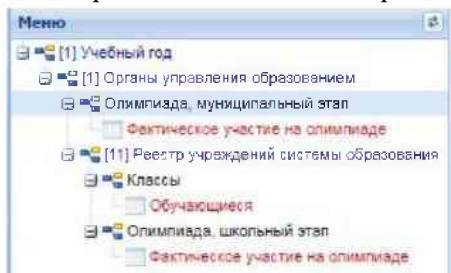 Меню
[1] Учебный год
[1] Органы управления образованием
Олимпиада, муниципальный этап
Фактическое участие на олимпиаде
[11] Реестр учреждений системы образования
Классы
Обучающиеся
Олимпиада, школьный этап
Фактическое участие на олимпиаде